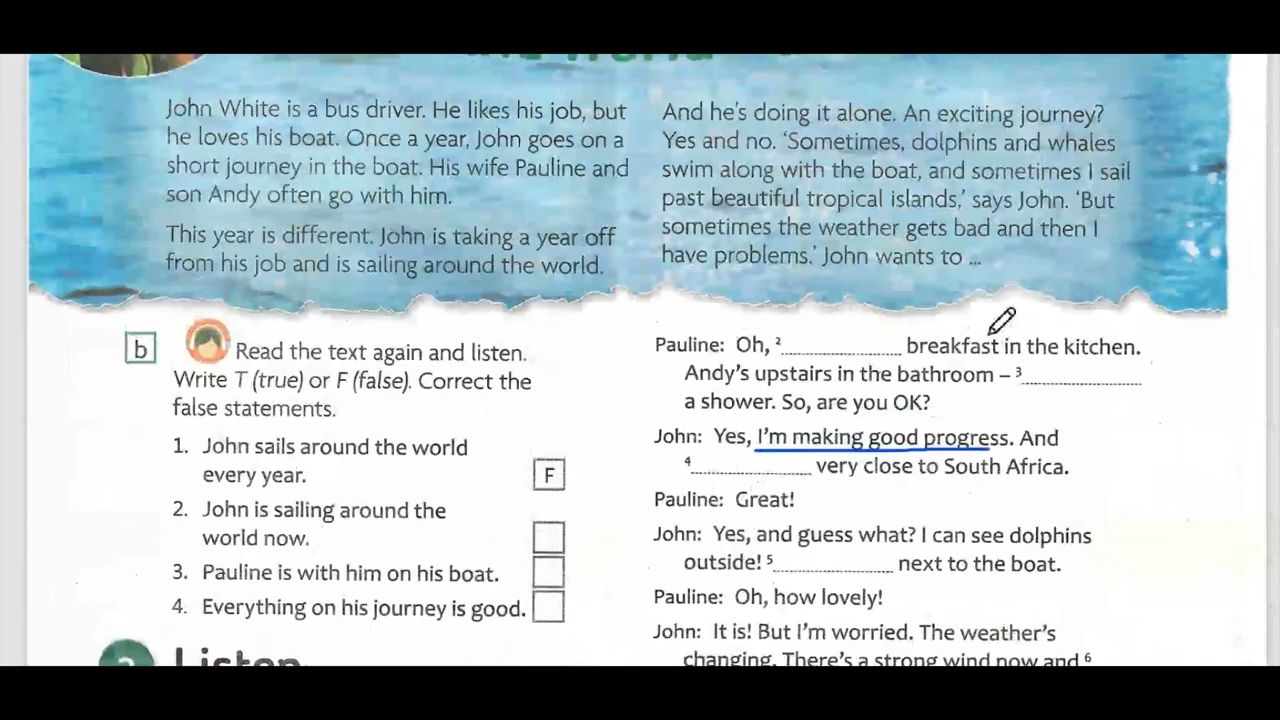 John White is a bus driver. He likes his job, but
he loves his boat. Once a year, John goes on a
short journey in the boat. His wife Pauline and
son Andy often go with him.
This year is different. John is taking a year off
from his job and is sailing around the world.
And he's doing it alone. An exciting journey?
Yes and no. 'Sometimes, dolphins and whales
swim along with the boat, and sometimes I sail
past beautiful tropical islands,' says John. 'But
sometimes the weather gets bad and then I
have problems.' John wants to ...
b
Read the text again and listen.
Write T (true) or F (false). Correct the
false statements.
1. John sails around the world
every year. F
2. John is sailing around the
world now.
3. Pauline is with him on his boat.
4. Everything on his journey is good.
Listen
Pauline: Oh, ² .................... breakfast in the kitchen.
Andy's upstairs in the bathroom – ³ ....................
a shower. So, are you OK?
John: Yes, I'm making good progress. And
⁴ .................... very close to South Africa.
Pauline: Great!
John: Yes, and guess what? I can see dolphins
outside! ⁵ .................... next to the boat.
Pauline: Oh, how lovely!
John: It is! But I'm worried. The weather's
changing. There's a strong wind now and ⁶